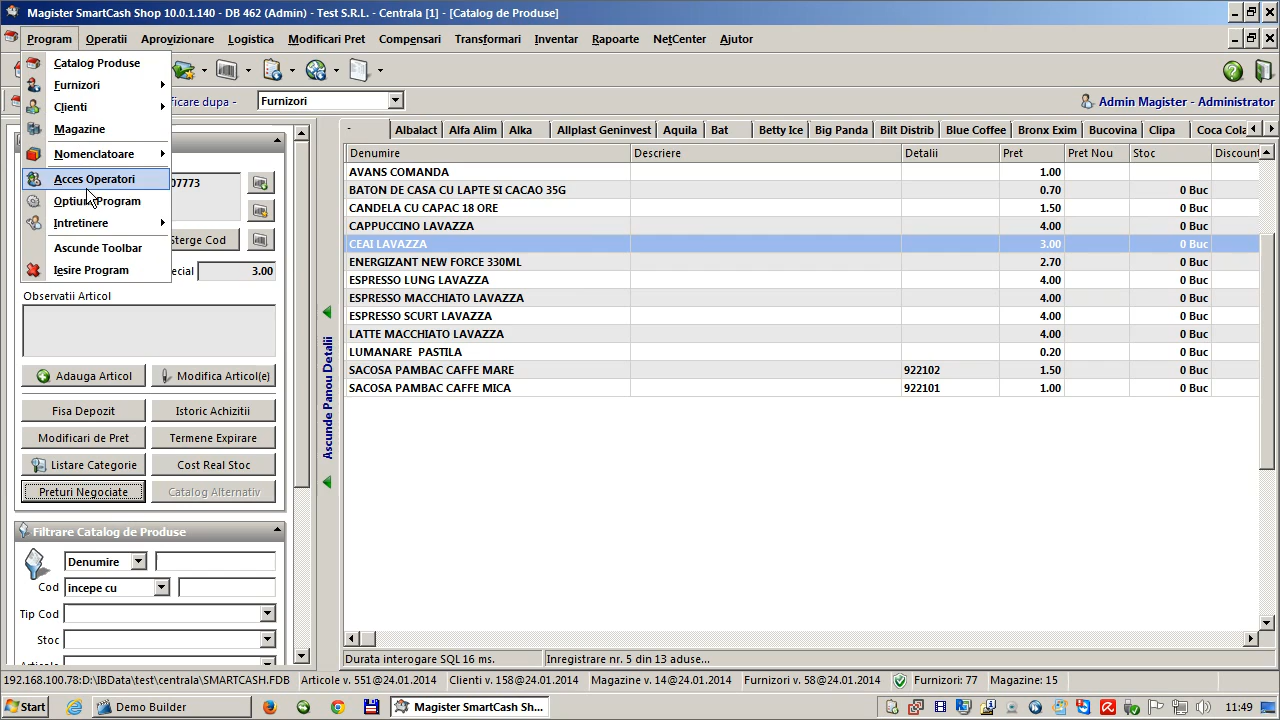 Magister SmartCash Shop 10.0.1.140 - DB 462 (Admin) - Test S.R.L. - Centrala [1] - [Catalog de Produse]
Program Operatii Aprovizionare Logistica Modificari Pret Compensari Transformari Inventar Rapoarte NetCenter Ajutor
Catalog Produse
Furnizori
Clienti
Magazine
Nomenclatoare
Acces Operatori
Optiuni Program
Intretinere
Ascunde Toolbar
Iesire Program
ficare dupa - Furnizori
Admin Magister - Administrator
- Albalact Alfa Alim Alka Allplast Geninvest Aquila Bat Betty Ice Big Panda Bilt Distrib Blue Coffee Bronx Exim Bucovina Clipa Coca Cola
Denumire Descriere Detalii Pret Pret Nou Stoc Discount
AVANS COMANDA 1.00
BATON DE CASA CU LAPTE SI CACAO 35G 0.70 0 Buc
CANDELA CU CAPAC 18 ORE 1.50 0 Buc
CAPPUCCINO LAVAZZA 4.00 0 Buc
CEAI LAVAZZA 3.00 0 Buc
ENERGIZANT NEW FORCE 330ML 2.70 0 Buc
ESPRESSO LUNG LAVAZZA 4.00 0 Buc
ESPRESSO MACCHIATO LAVAZZA 4.00 0 Buc
ESPRESSO SCURT LAVAZZA 4.00 0 Buc
LATTE MACCHIATO LAVAZZA 4.00 0 Buc
LUMANARE PASTILA 0.20 0 Buc
SACOSA PAMBAC CAFFE MARE 922102 1.50 0 Buc
SACOSA PAMBAC CAFFE MICA 922101 1.00 0 Buc
07773
Sterge Cod
ecial 3.00
Observatii Articol
Adauga Articol Modifica Articol(e)
Fisa Depozit Istoric Achizitii
Modificari de Pret Termene Expirare
Listare Categorie Cost Real Stoc
Preturi Negociate Catalog Alternativ
Ascunde Panou Detalii
Filtrare Catalog de Produse
Denumire
Cod incepe cu
Tip Cod
Stoc
Durata interogare SQL 16 ms. Inregistrare nr. 5 din 13 aduse...
192.168.100.78:D:\IBData\test\centrala\SMARTCASH.FDB Articole v. 551@24.01.2014 Clienti v. 158@24.01.2014 Magazine v. 14@24.01.2014 Furnizori v. 58@24.01.2014 Furnizori: 77 Magazine: 15
Start Demo Builder Magister SmartCash Sh... 11:49